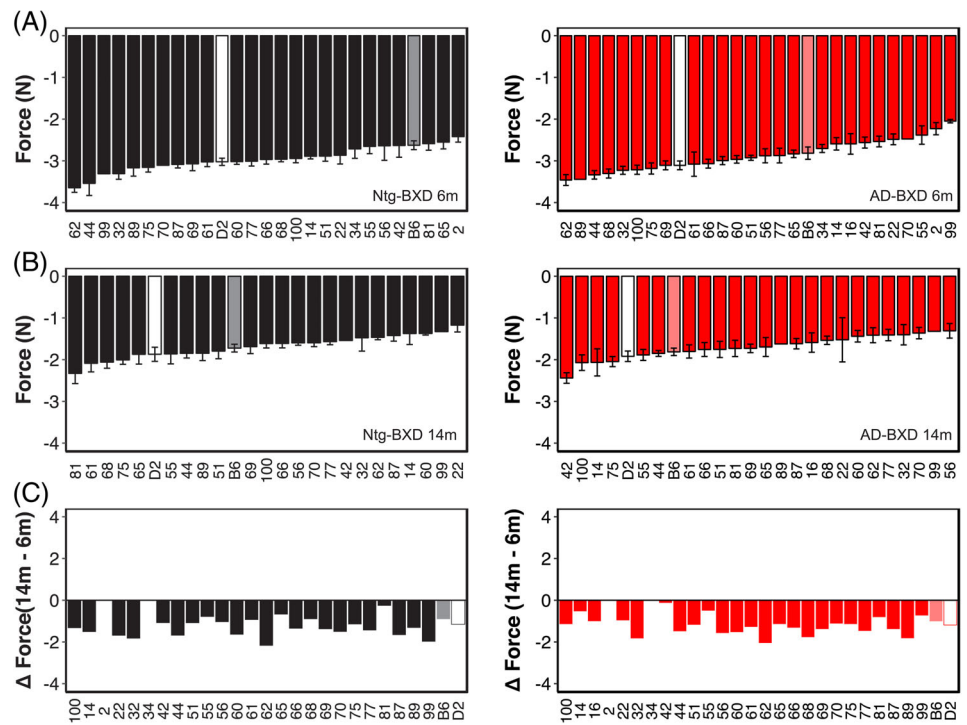 (A)
Force (N)
0
-1
-2
-3
-4
Ntg-BXD 6m
62 44 99 32 89 75 70 87 69 61 D2 60 77 66 68 100 14 51 22 34 55 56 42 B6 81 65 2
Force (N)
0
-1
-2
-3
-4
AD-BXD 6m
62 89 44 68 32 100 75 69 D2 61 66 87 60 51 56 77 65 B6 34 14 16 42 81 22 70 55 2 99
(B)
Force (N)
0
-1
-2
-3
-4
Ntg-BXD 14m
81 61 68 75 65 D2 55 44 89 51 B6 69 100 66 56 70 77 42 32 62 87 14 60 99 22
Force (N)
0
-1
-2
-3
-4
AD-BXD 14m
42 100 14 75 D2 55 44 B6 61 66 51 81 69 65 89 87 16 68 22 60 62 77 32 70 99 56
(C)
Δ Force(14m - 6m)
4
2
0
-2
-4
100 14 2 22 32 34 42 44 51 55 56 60 61 62 65 66 68 69 70 75 77 81 87 89 99 B6 D2
Δ Force (14m - 6m)
4
2
0
-2
-4
100 14 16 2 22 32 34 42 44 51 55 56 60 61 62 65 66 68 69 70 75 77 81 87 89 99 B6 D2